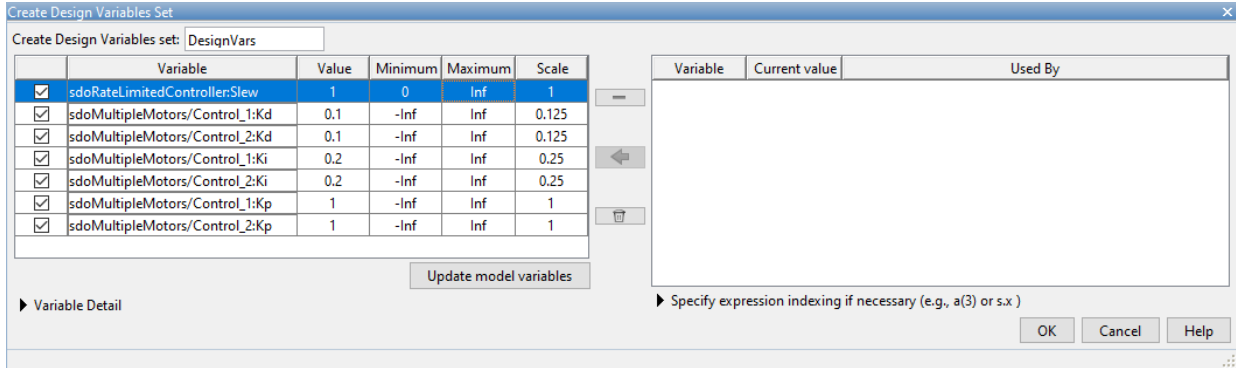 Create Design Variables Set
Create Design Variables set: DesignVars
Variable Value Minimum Maximum Scale
sdoRateLimitedController:Slew 1 0 Inf 1
sdoMultipleMotors/Control_1:Kd 0.1 -Inf Inf 0.125
sdoMultipleMotors/Control_2:Kd 0.1 -Inf Inf 0.125
sdoMultipleMotors/Control_1:Ki 0.2 -Inf Inf 0.25
sdoMultipleMotors/Control_2:Ki 0.2 -Inf Inf 0.25
sdoMultipleMotors/Control_1:Kp 1 -Inf Inf 1
sdoMultipleMotors/Control_2:Kp 1 -Inf Inf 1
Update model variables
Variable Detail
Variable Current value Used By
Specify expression indexing if necessary (e.g., a(3) or s.x )
OK Cancel Help